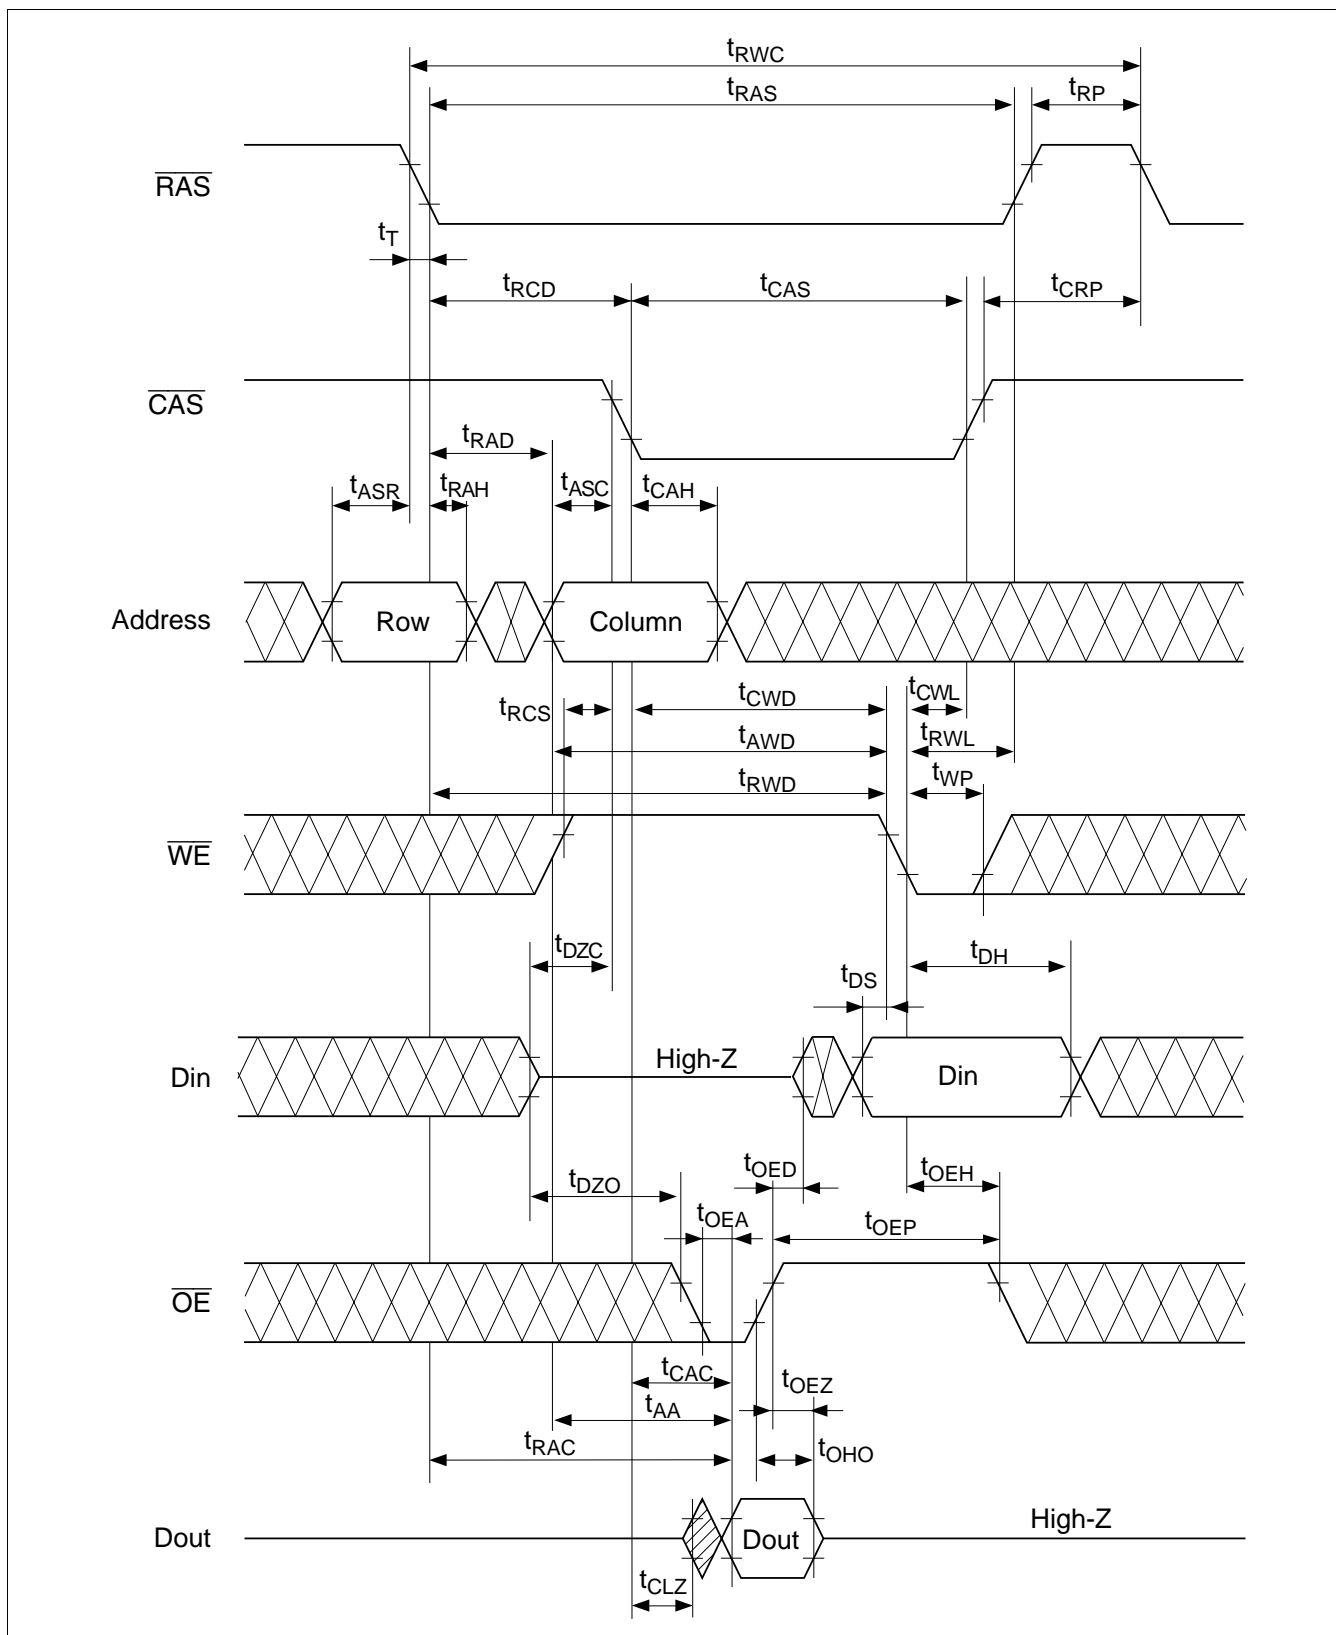 tRWC
tRAS
tRP
RAS
tT
tRCD
tCAS
tCRP
CAS
tRAD
tASR
tRAH
tASC
tCAH
Address
Row
Column
tRCS
tCWD
tCWL
tAWD
tRWL
tRWD
tWP
WE
tDZC
tDH
tDS
Din
High-Z
Din
tDZO
tOED
tOEH
tOEA
tOEP
OE
tCAC
tOEZ
tAA
tRAC
tOHO
Dout
Dout
High-Z
tCLZ